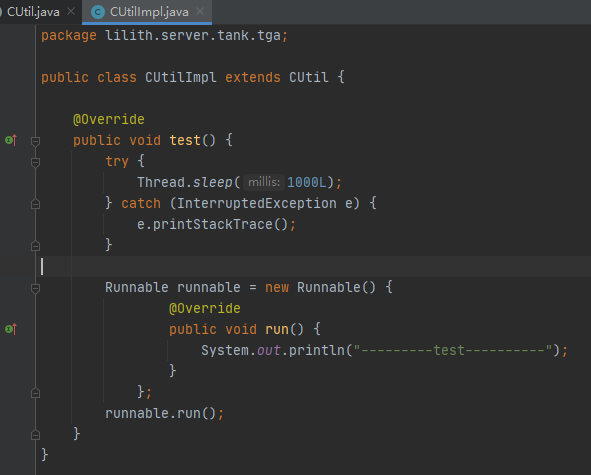 CUtil.java × CUtilImpl.java ×
package lilith.server.tank.tga;
public class CUtilImpl extends CUtil {
@Override
public void test() {
try {
Thread.sleep( millis: 1000L);
} catch (InterruptedException e) {
e.printStackTrace();
}
Runnable runnable = new Runnable() {
@Override
public void run() {
System.out.println("---------test----------");
}
};
runnable.run();
}
}